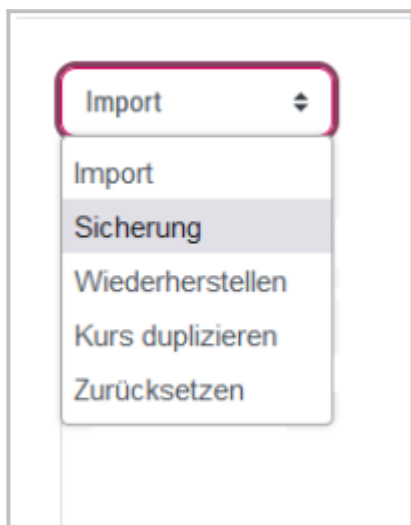 Import
Import
Sicherung
Wiederherstellen
Kurs duplizieren
Zurücksetzen